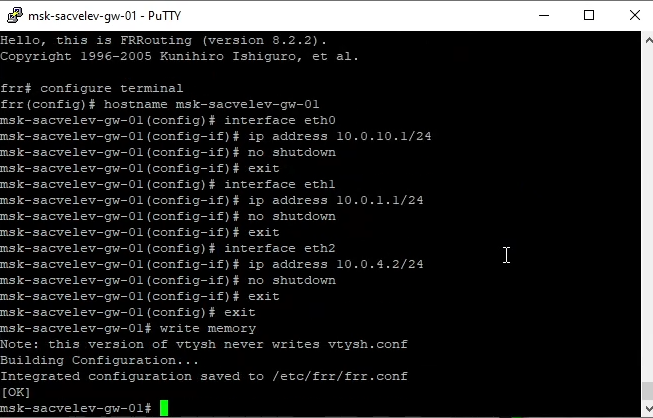 msk-sacvelev-gw-01 - PuTTY
Hello, this is FRRouting (version 8.2.2).
Copyright 1996-2005 Kunihiro Ishiguro, et al.
frr# configure terminal
frr(config)# hostname msk-sacvelev-gw-01
msk-sacvelev-gw-01(config)# interface eth0
msk-sacvelev-gw-01(config-if)# ip address 10.0.10.1/24
msk-sacvelev-gw-01(config-if)# no shutdown
msk-sacvelev-gw-01(config-if)# exit
msk-sacvelev-gw-01(config)# interface eth1
msk-sacvelev-gw-01(config-if)# ip address 10.0.1.1/24
msk-sacvelev-gw-01(config-if)# no shutdown
msk-sacvelev-gw-01(config-if)# exit
msk-sacvelev-gw-01(config)# interface eth2
msk-sacvelev-gw-01(config-if)# ip address 10.0.4.2/24
msk-sacvelev-gw-01(config-if)# no shutdown
msk-sacvelev-gw-01(config-if)# exit
msk-sacvelev-gw-01(config)# exit
msk-sacvelev-gw-01# write memory
Note: this version of vtysh never writes vtysh.conf
Building Configuration...
Integrated configuration saved to /etc/frr/frr.conf
[OK]
msk-sacvelev-gw-01#